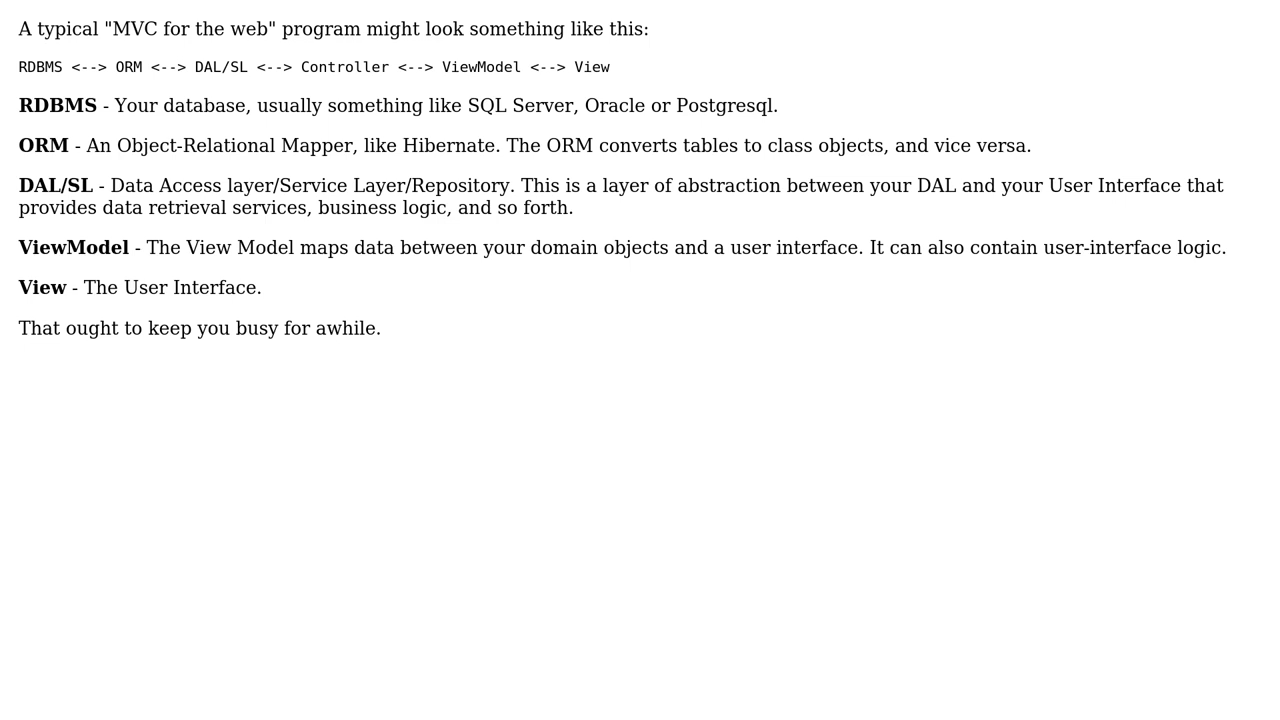 A typical "MVC for the web" program might look something like this:
RDBMS <--> ORM <--> DAL/SL <--> Controller <--> ViewModel <--> View
RDBMS - Your database, usually something like SQL Server, Oracle or Postgresql.
ORM - An Object-Relational Mapper, like Hibernate. The ORM converts tables to class objects, and vice versa.
DAL/SL - Data Access layer/Service Layer/Repository. This is a layer of abstraction between your DAL and your User Interface that
provides data retrieval services, business logic, and so forth.
ViewModel - The View Model maps data between your domain objects and a user interface. It can also contain user-interface logic.
View - The User Interface.
That ought to keep you busy for awhile.